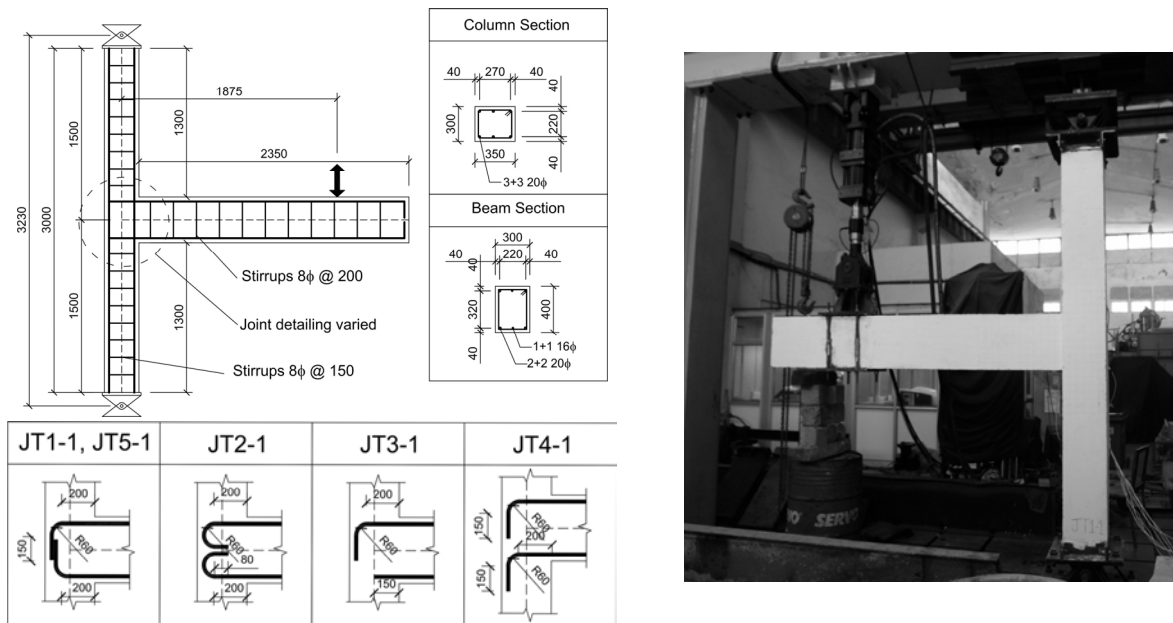 1875
2350
1500
1300
3230
3000
1500
1300
Stirrups 8ϕ @ 200
Joint detailing varied
Stirrups 8ϕ @ 150
Column Section
40
270
40
40
300
220
350
40
3+3 20ϕ
Beam Section
300
40
220
40
40
320
400
40
1+1 16ϕ
2+2 20ϕ
JT1-1, JT5-1
JT2-1
JT3-1
JT4-1
200
150
R60
200
200
R60
80
200
200
R60
150
150
R60
200
150
R60
SERVO
JT1-1